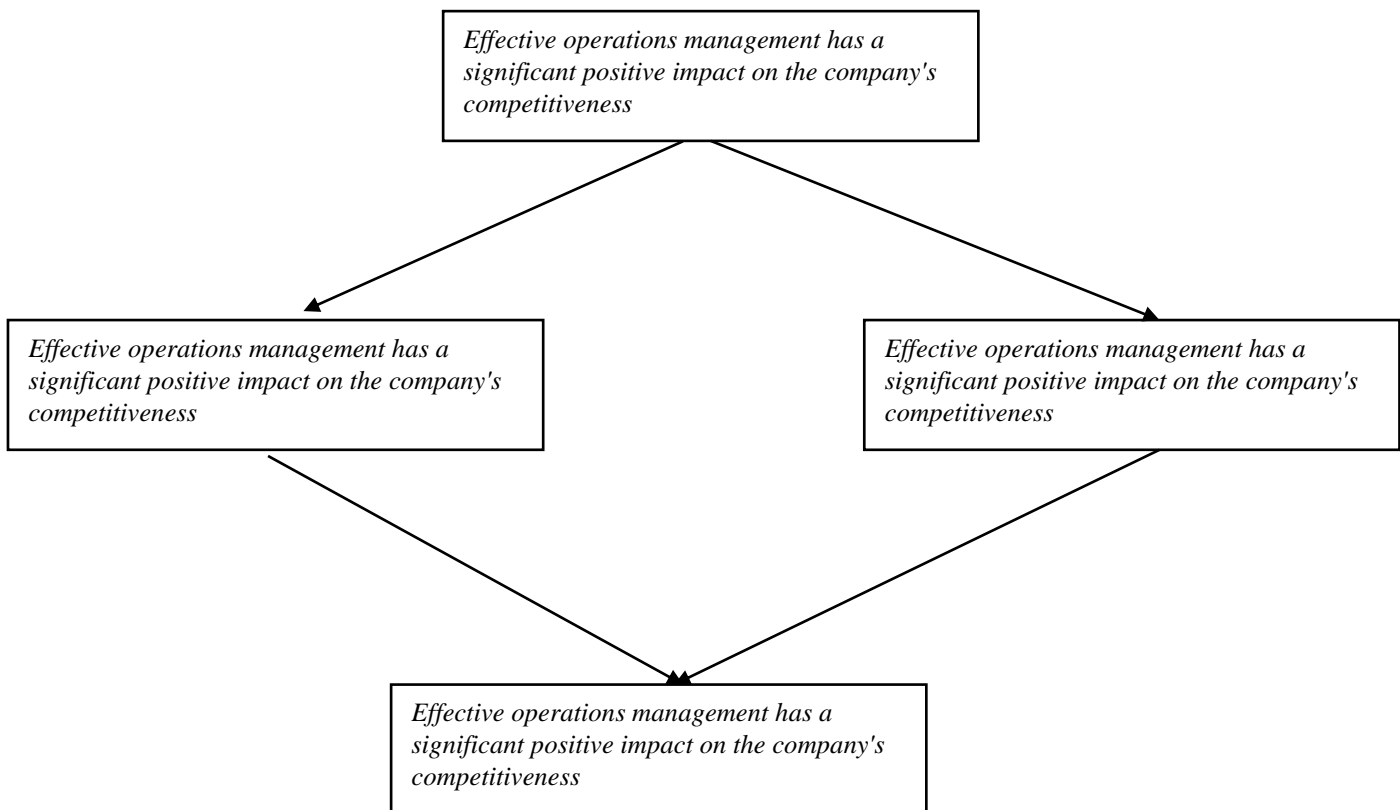 Effective operations management has a
significant positive impact on the company's
competitiveness
Effective operations management has a
significant positive impact on the company's
competitiveness
Effective operations management has a
significant positive impact on the company's
competitiveness
Effective operations management has a
significant positive impact on the company's
competitiveness